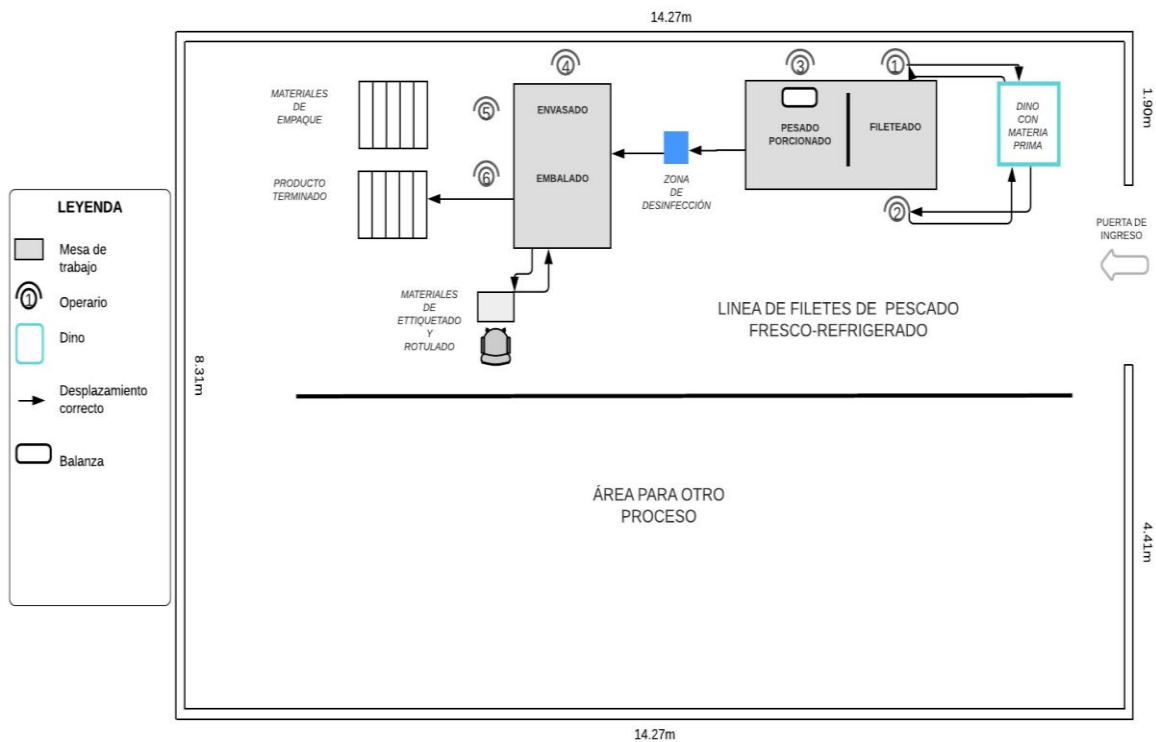 14.27m
1.90m
MATERIALES
DE
EMPAQUE
PRODUCTO
TERMINADO
4
5
6
ENVASADO
EMBALADO
ZONA
DE
DESINFECCIÓN
3
1
2
PESADO
PORCIONADO
FILETEADO
DINO
CON
MATERIA
PRIMA
PUERTA DE
INGRESO
MATERIALES
DE
ETTIQUETADO
Y
ROTULADO
LINEA DE FILETES DE PESCADO
FRESCO-REFRIGERADO
LEYENDA
Mesa de
trabajo
1
Operario
Dino
Desplazamiento
correcto
Balanza
8.31m
ÁREA PARA OTRO
PROCESO
4.41m
14.27m